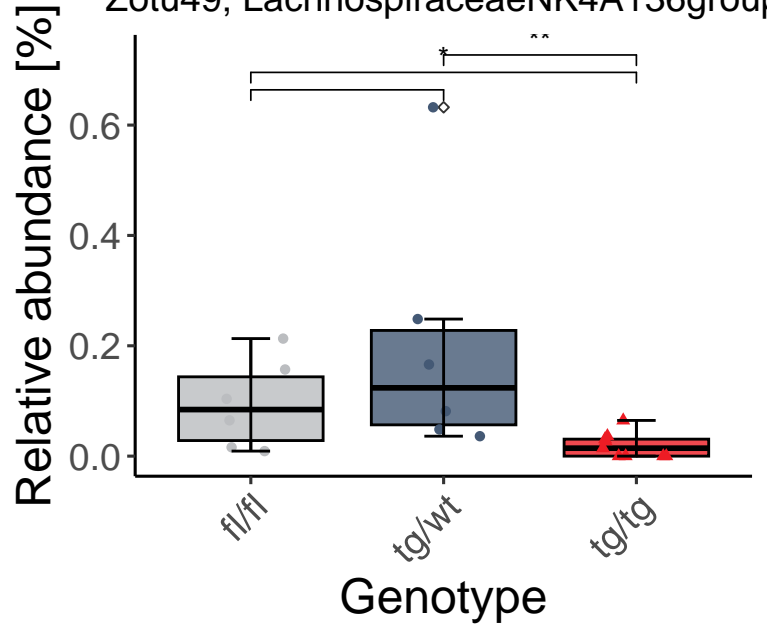 Zotu49, LachnospiraceaeNK4A136group
**
*
Relative abundance [%]
0.6
0.4
0.2
0.0
fl/fl
tg/wt
tg/tg
Genotype